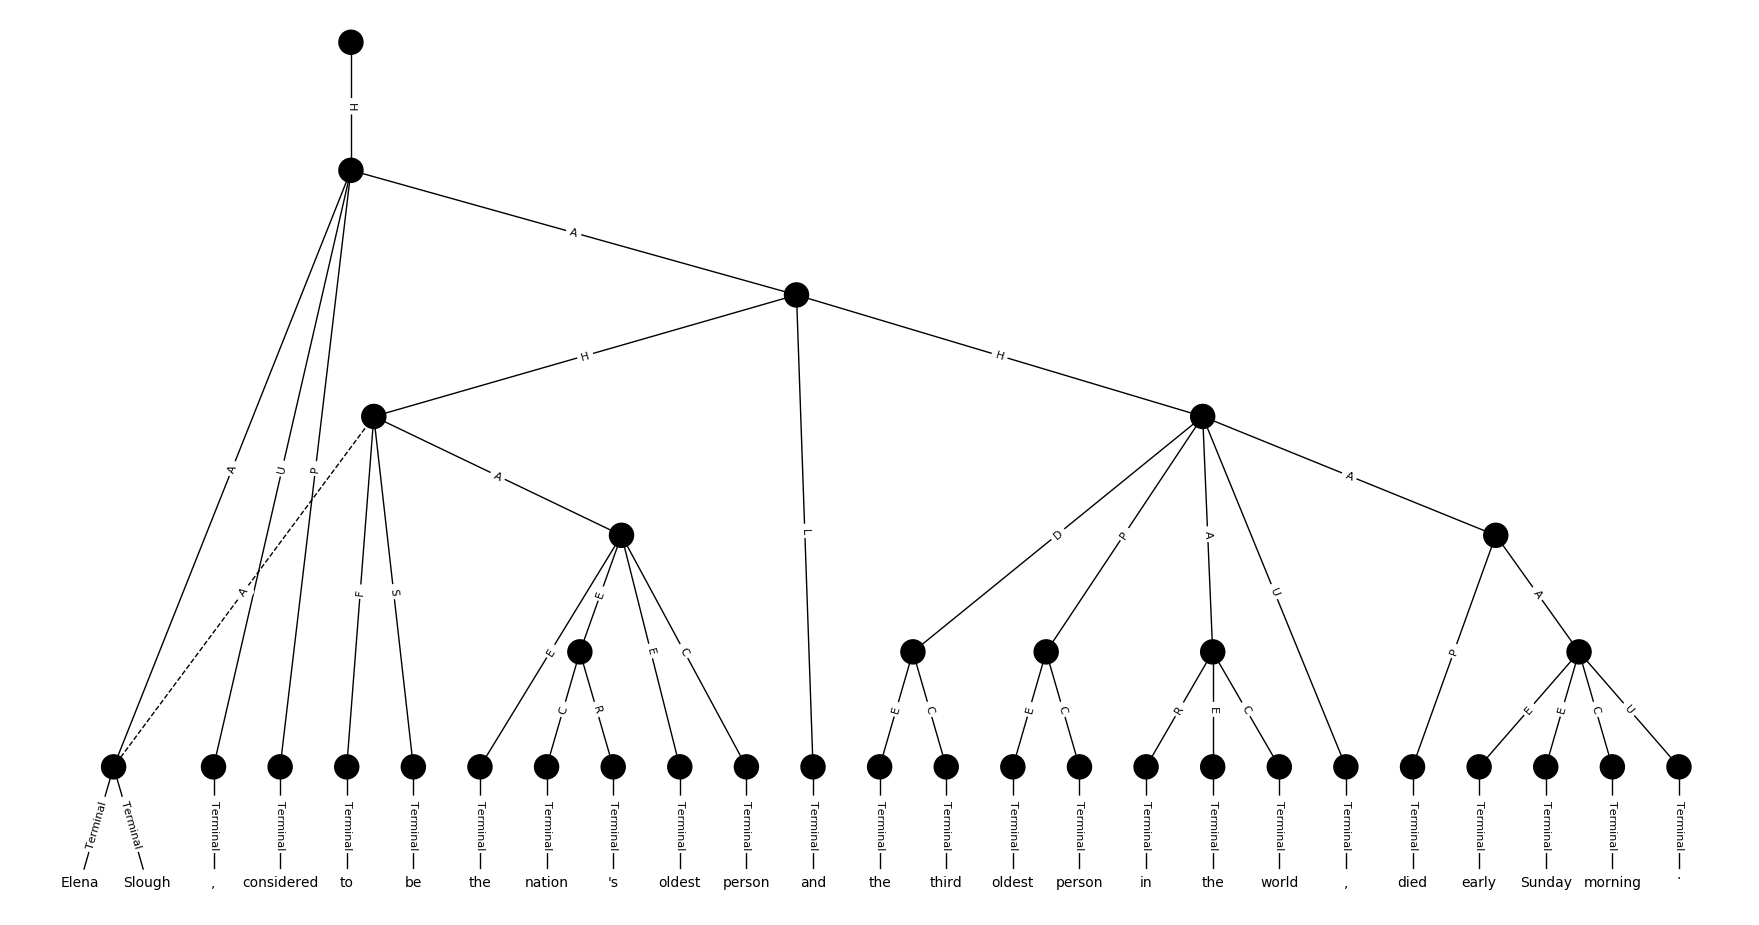 H
A
H H
A U P A A
L
A F S E D P A U A
E E C P
C R E C E C R E C E E C U
Terminal Terminal Terminal Terminal Terminal Terminal Terminal Terminal Terminal Terminal Terminal Terminal Terminal Terminal Terminal Terminal Terminal Terminal Terminal Terminal Terminal Terminal Terminal Terminal Terminal
Elena Slough , considered to be the nation 's oldest person and the third oldest person in the world , died early Sunday morning .